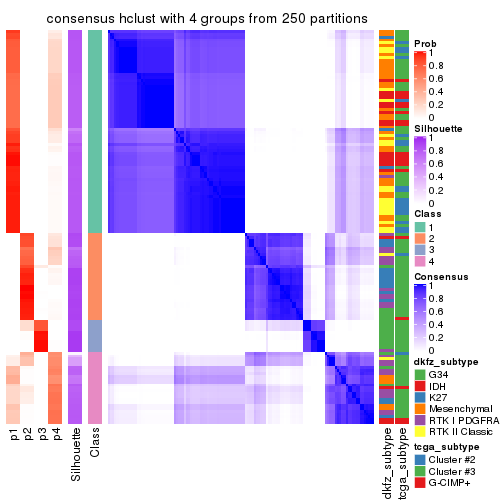 consensus hclust with 4 groups from 250 partitions
Prob
1
0.8
0.6
0.4
0.2
0
Silhouette
1
0.8
0.6
0.4
0.2
0
Class
1
2
3
4
Consensus
1
0.8
0.6
0.4
0.2
0
dkfz_subtype
G34
IDH
K27
Mesenchymal
RTK I PDGFRA
RTK II Classic
tcga_subtype
Cluster #2
Cluster #3
G-CIMP+
p1
p2
p3
p4
Silhouette
Class
dkfz_subtype
tcga_subtype